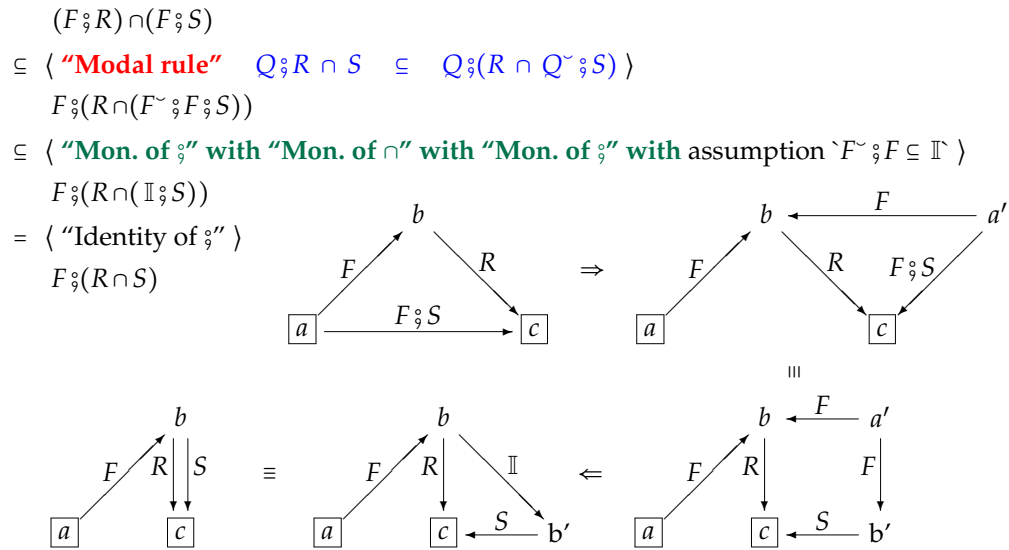 (F⨾R)∩(F⨾S)
⊆ ⟨ “Modal rule” Q⨾R ∩ S ⊆ Q⨾(R ∩ Q˘⨾S) ⟩
F⨾(R∩(F˘⨾F⨾S))
⊆ ⟨ “Mon. of ⨾” with “Mon. of ∩” with “Mon. of ⨾” with assumption `F˘⨾F ⊆ 𝕀` ⟩
F⨾(R∩(𝕀⨾S))
= ⟨ “Identity of ⨾” ⟩
F⨾(R∩S)
b
F R
a F⨾S c
⇒
b F a′
F R F⨾S
a c
≡
b
F R S
a c
≡
b
F R 𝕀
a c S b′
⇐
b F a′
F R F
a c S b′